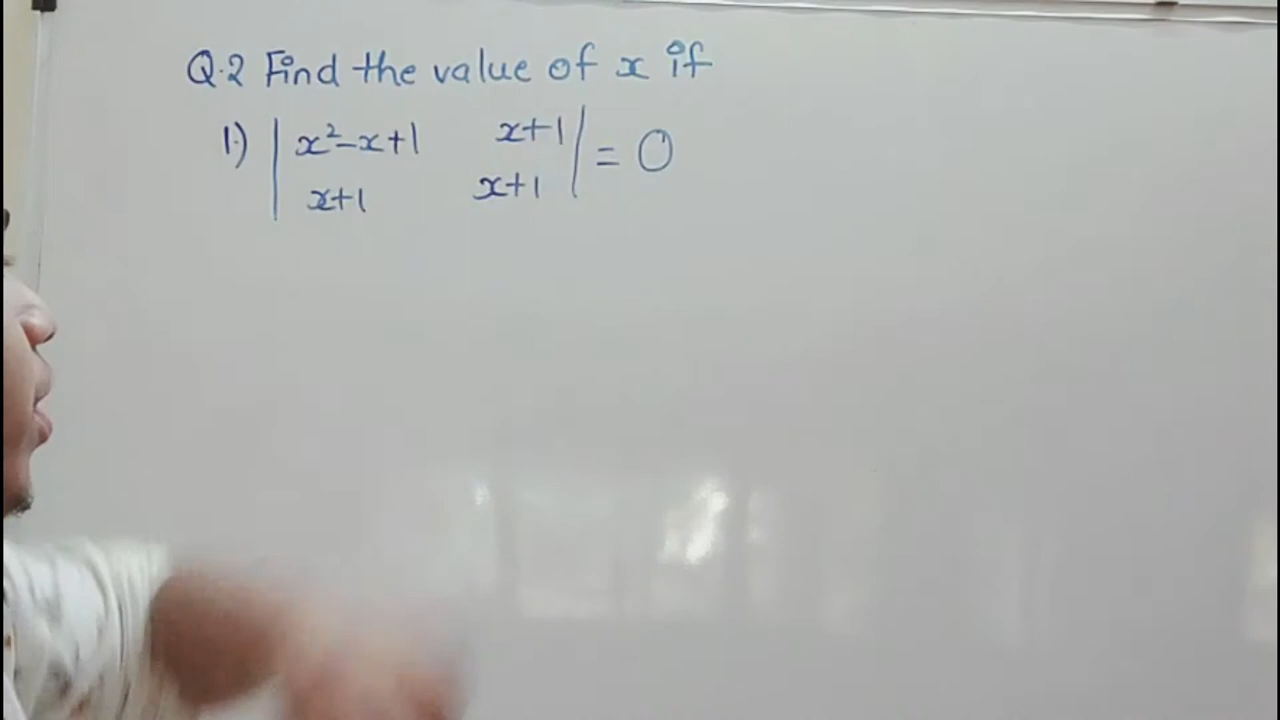 Q.2 Find the value of x if
1.) | x²-x+1 x+1 | = 0
x+1 x+1